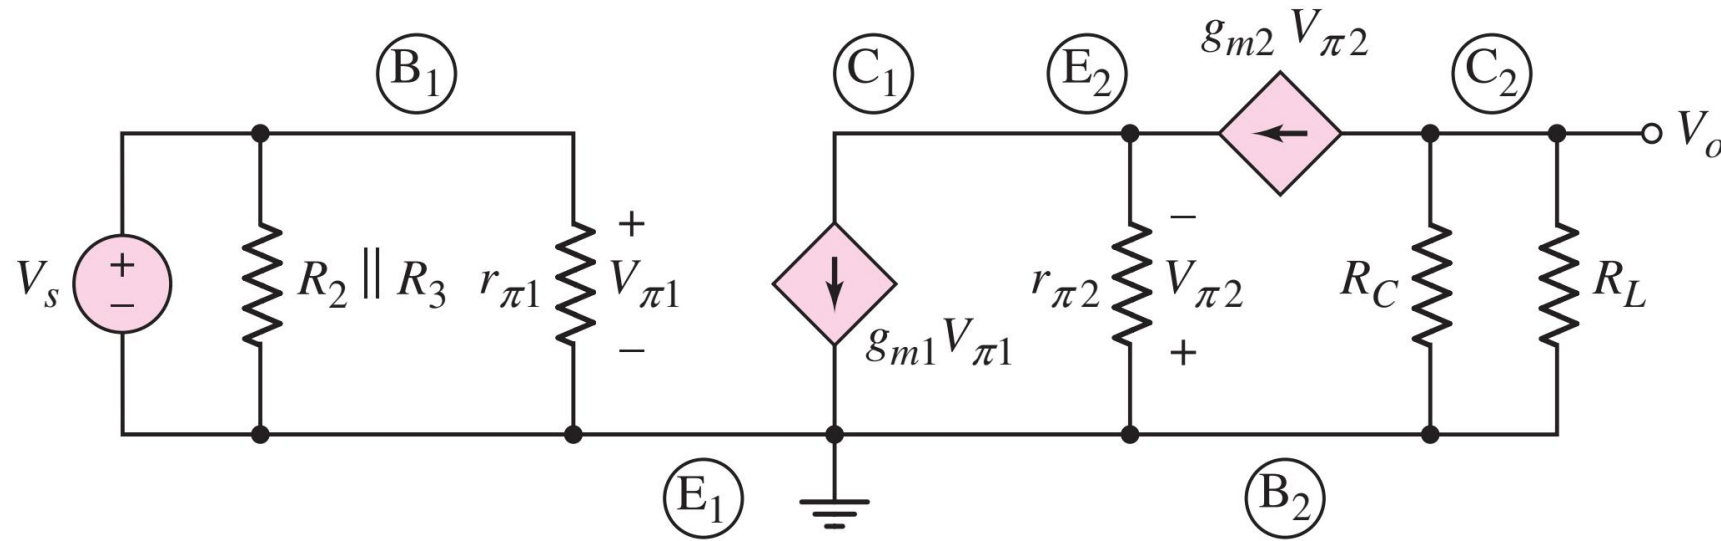 g_{m2} V_{π2}
B_1
C_1
E_2
C_2
V_o
+
−
V_s
R_2 || R_3
r_{π1}
+
V_{π1}
−
g_{m1}V_{π1}
r_{π2}
−
V_{π2}
+
R_C
R_L
E_1
B_2